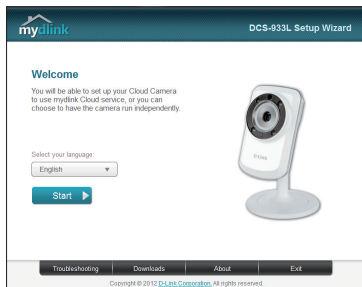 mydlink
DCS-933L Setup Wizard
Welcome
You will be able to set up your Cloud Camera
to use mydlink Cloud service, or you can
choose to have the camera run independently.
Select your language:
English
Start
D-Link
Troubleshooting Downloads About Exit
Copyright © 2012 D-Link Corporation, All rights reserved.